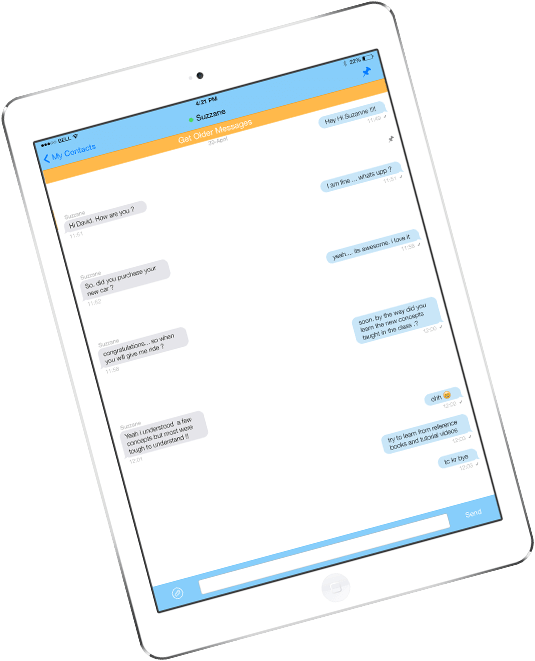 BELL
4:21 PM
22%
My Contacts
Suzzane
Get Older Messages
23 April
Hey Hi Suzanne !!!!
11:49
Suzzane
Hi David. How are you ?
11:51
I am fine ... whats upp ?
11:51
Suzzane
So, did you purchase your
new car ?
11:52
yeah ... its awesome. i love it
Suzzane
congratulations... so when
you will give me ride ?
11:58
soon. by the way did you
learn the new concepts
taught in the class .?
12:00
Suzzane
Yeah i understood a few
concepts but most were
tough to understand !!
12:01
ohh 😄
12:02
try to learn from reference
books and tutorial videos
12:03
tc kr bye
Send